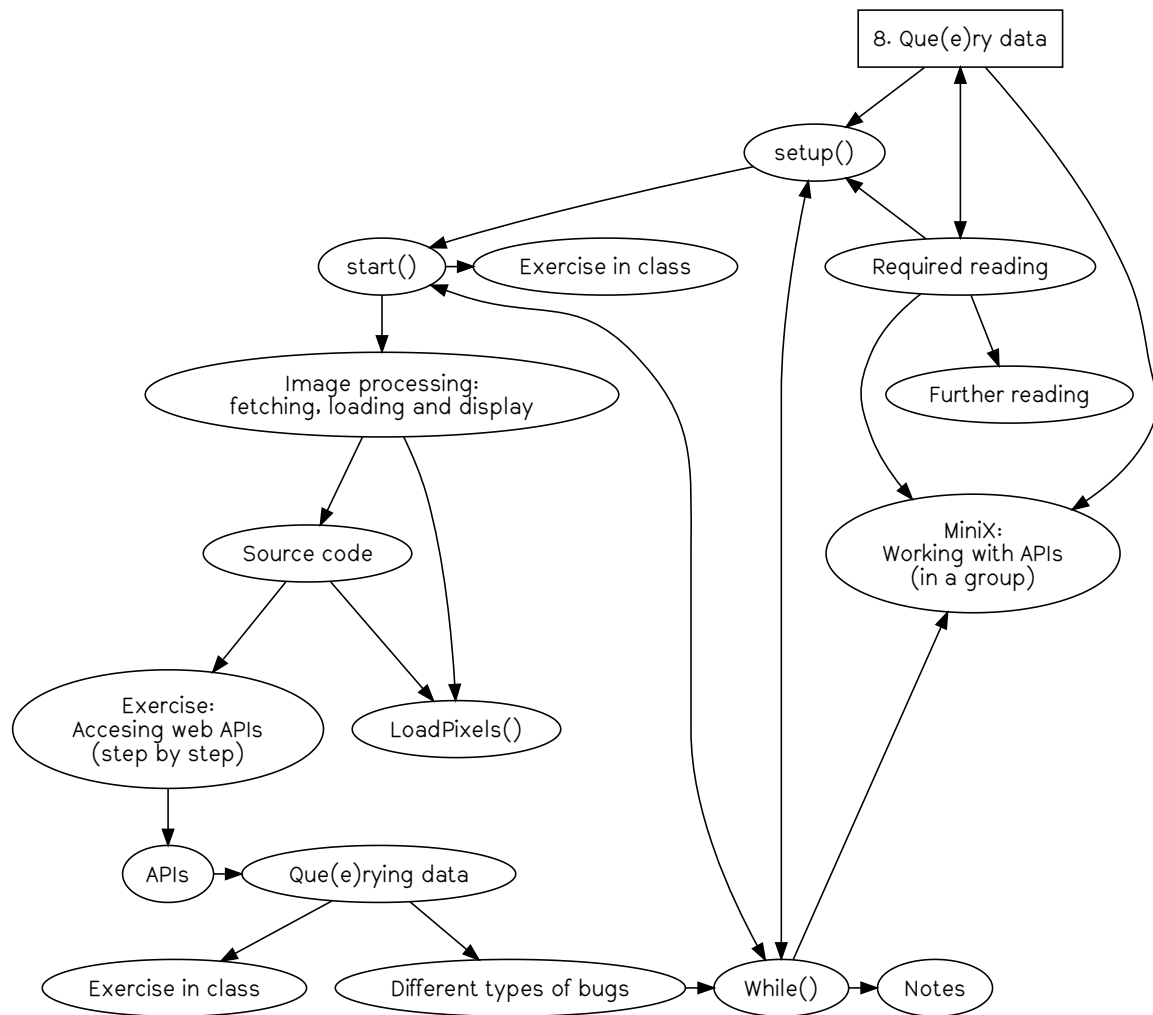 8. Que(e)ry data
setup()
start()
Exercise in class
Required reading
Image processing:
fetching, loading and display
Further reading
Source code
MiniX:
Working with APIs
(in a group)
Exercise:
Accesing web APIs
(step by step)
LoadPixels()
APIs
Que(e)rying data
Exercise in class
Different types of bugs
While()
Notes